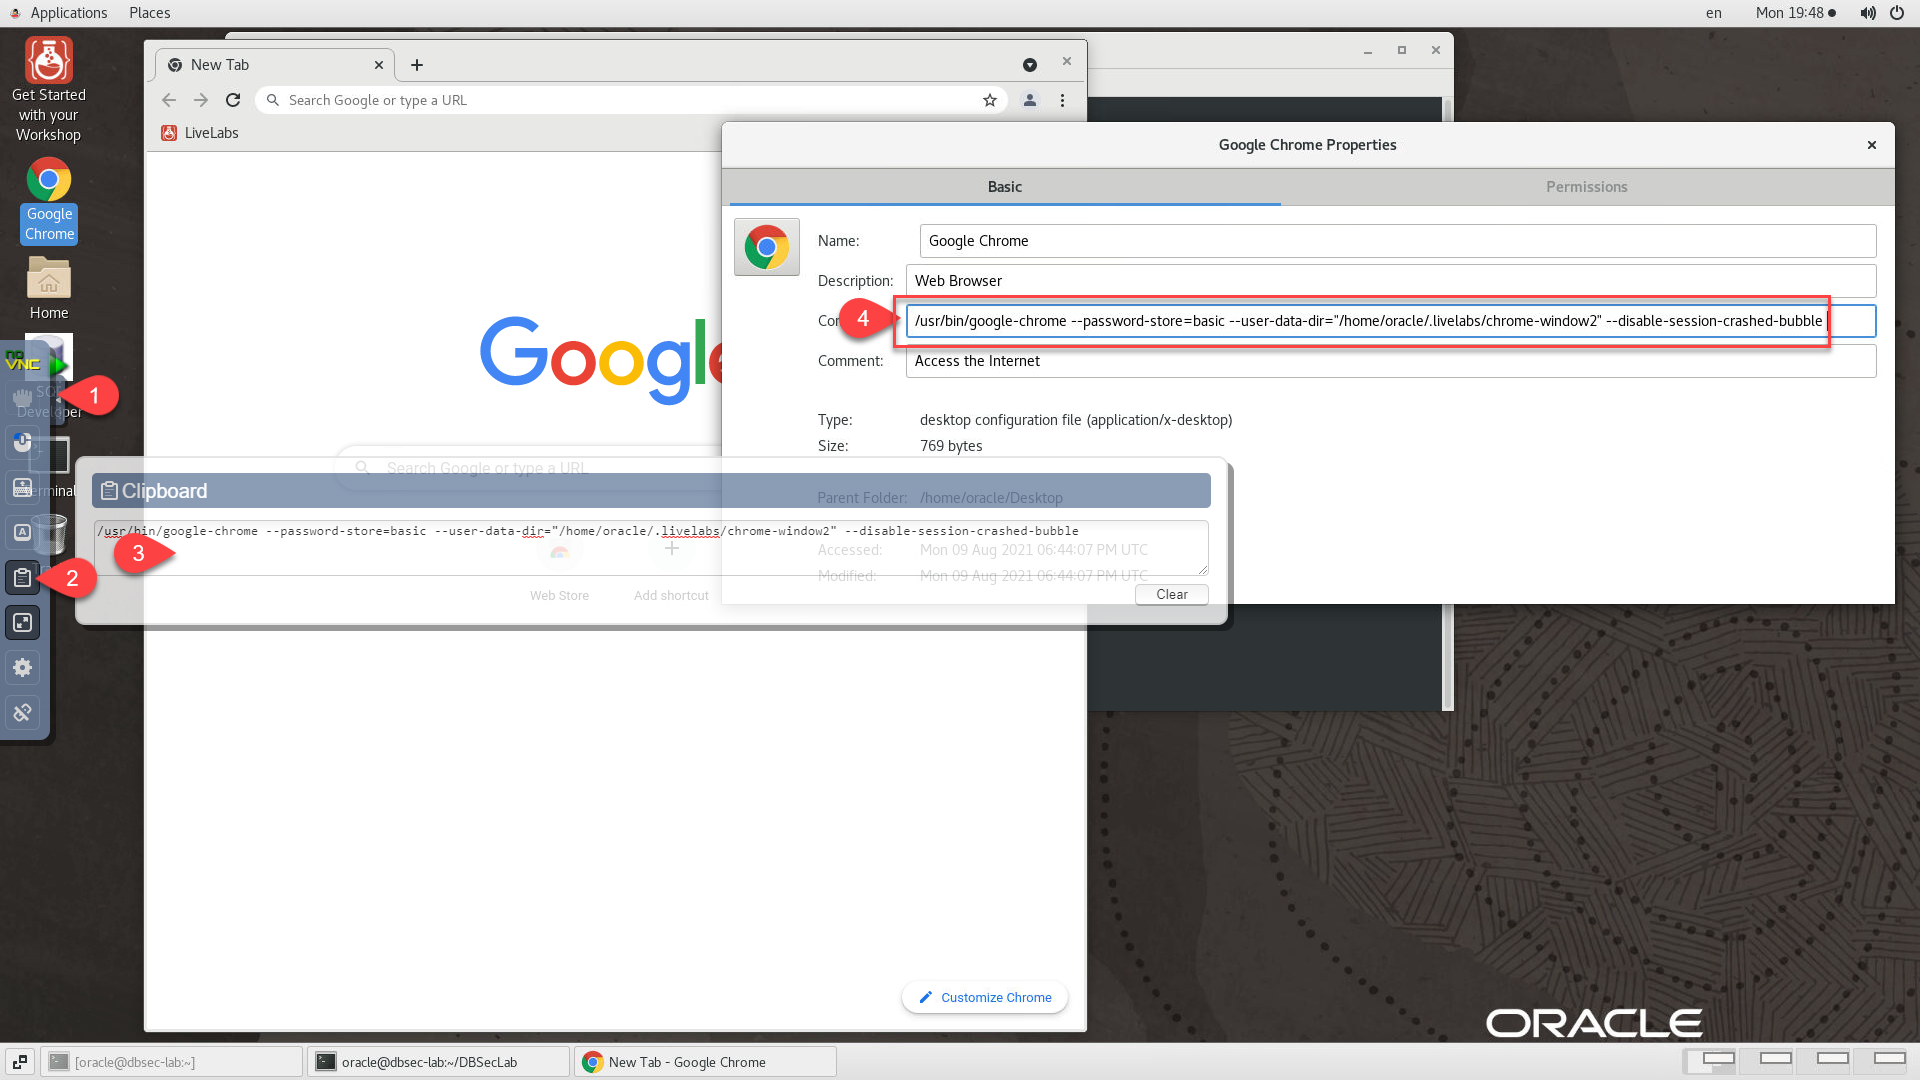 Applications Places
en Mon 19:48
Get Started
with your
Workshop
Google
Chrome
Home
noVNC
SQL
Developer
Terminal
1
2
New Tab
Search Google or type a URL
LiveLabs
Google
Search Google or type a URL
Web Store
Add shortcut
Customize Chrome
Google Chrome Properties
Basic
Permissions
Name: Google Chrome
Description: Web Browser
4
/usr/bin/google-chrome --password-store=basic --user-data-dir="/home/oracle/.livelabs/chrome-window2" --disable-session-crashed-bubble
Comment: Access the Internet
Type: desktop configuration file (application/x-desktop)
Size: 769 bytes
Parent Folder: /home/oracle/Desktop
Accessed: Mon 09 Aug 2021 06:44:07 PM UTC
Modified: Mon 09 Aug 2021 06:44:07 PM UTC
Clipboard
/usr/bin/google-chrome --password-store=basic --user-data-dir="/home/oracle/.livelabs/chrome-window2" --disable-session-crashed-bubble
3
Clear
ORACLE
[oracle@dbsec-lab:~]
oracle@dbsec-lab:~/DBSecLab
New Tab - Google Chrome